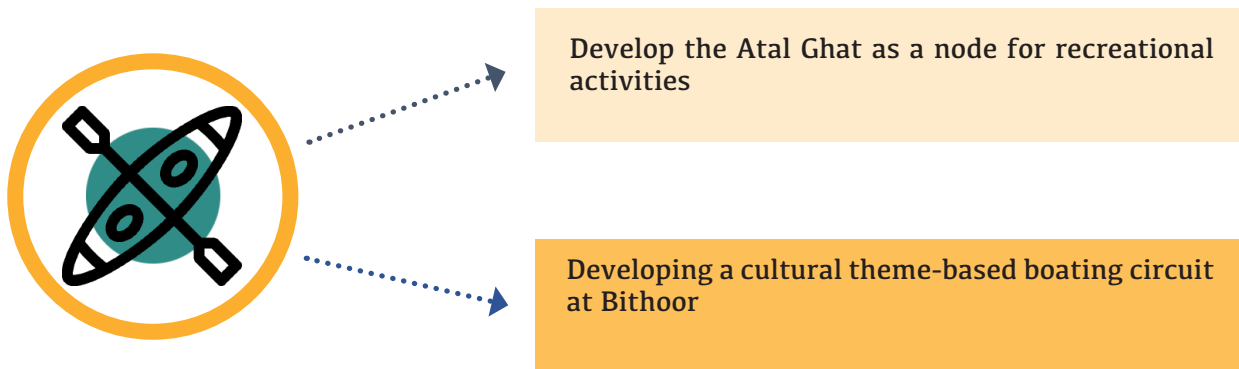 Develop the Atal Ghat as a node for recreational
activities
Developing a cultural theme-based boating circuit
at Bithoor